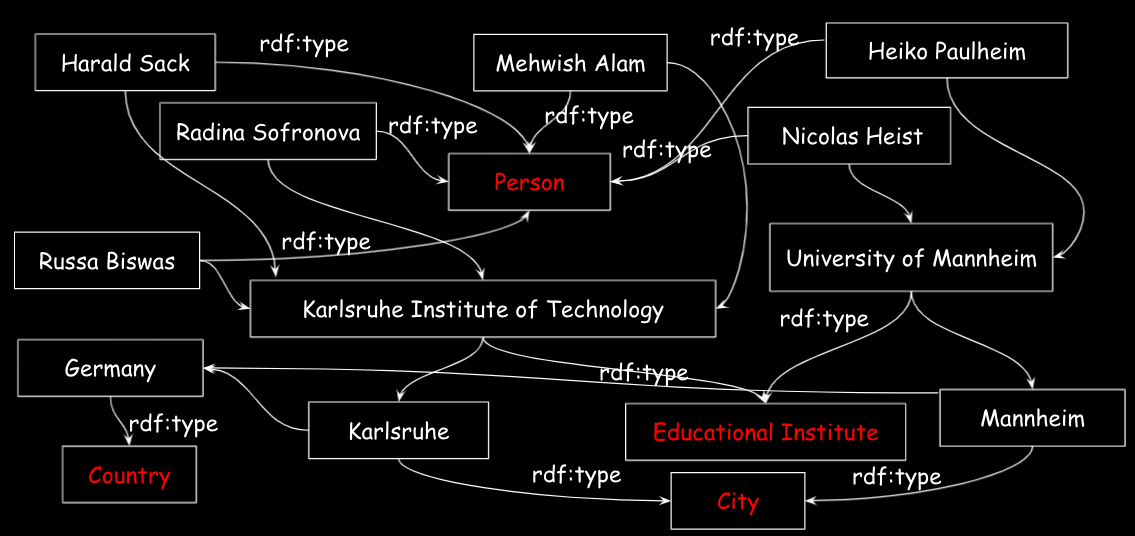 rdf:type
rdf:type
Harald Sack
Mehwish Alam
Heiko Paulheim
rdf:type
rdf:type
Radina Sofronova
Nicolas Heist
rdf:type
Person
rdf:type
Russa Biswas
University of Mannheim
Karlsruhe Institute of Technology
rdf:type
Germany
rdf:type
rdf:type
Karlsruhe
Educational Institute
Mannheim
Country
rdf:type
rdf:type
City